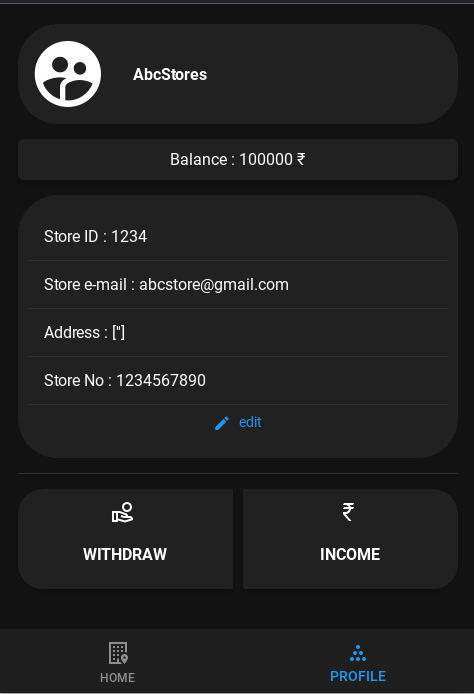 AbcStores
Balance : 100000 ₹
Store ID : 1234
Store e-mail : abcstore@gmail.com
Address : ["]
Store No : 1234567890
edit
₹
WITHDRAW
INCOME
HOME
PROFILE